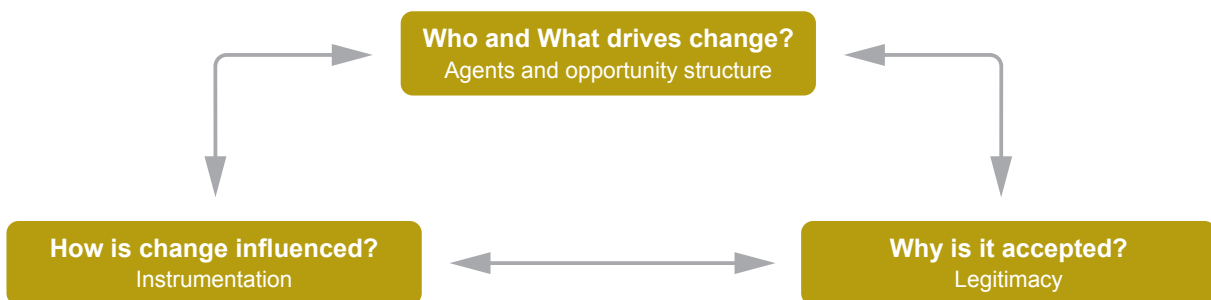 Who and What drives change?
Agents and opportunity structure
How is change influenced?
Instrumentation
Why is it accepted?
Legitimacy